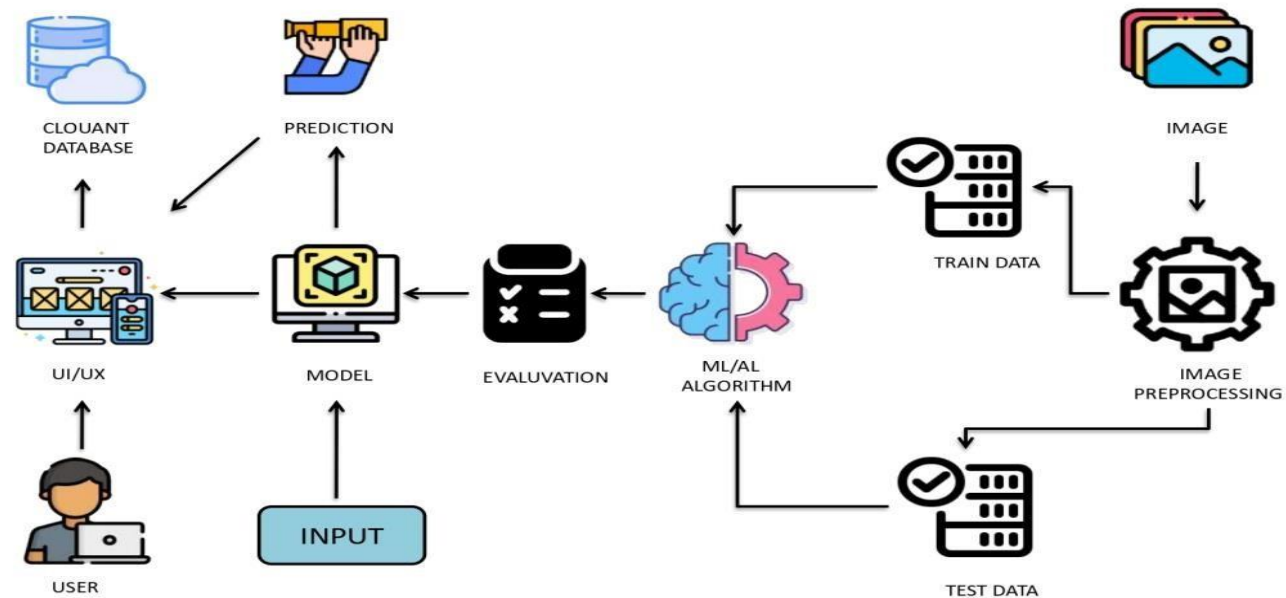 CLOUANT
DATABASE
PREDICTION
IMAGE
TRAIN DATA
UI/UX
MODEL
EVALUVATION
ML/AL
ALGORITHM
IMAGE
PREPROCESSING
INPUT
USER
TEST DATA